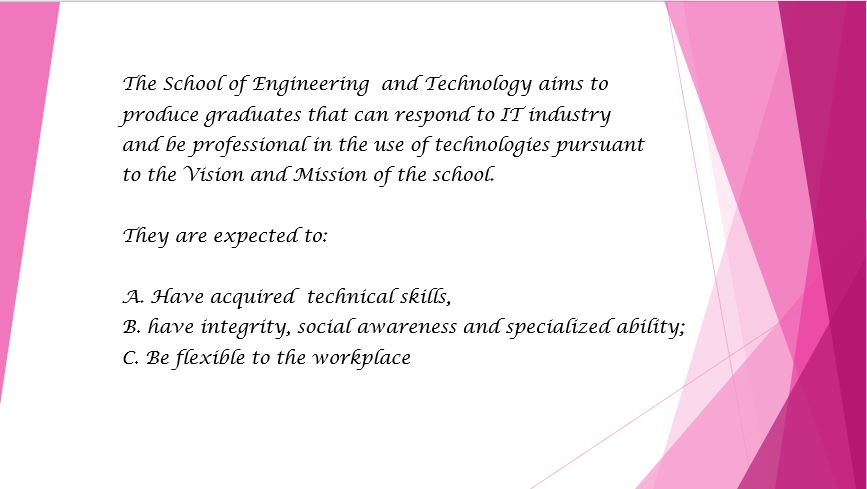 The School of Engineering and Technology aims to
produce graduates that can respond to IT industry
and be professional in the use of technologies pursuant
to the Vision and Mission of the school.
They are expected to:
A. Have acquired technical skills,
B. have integrity, social awareness and specialized ability;
C. Be flexible to the workplace